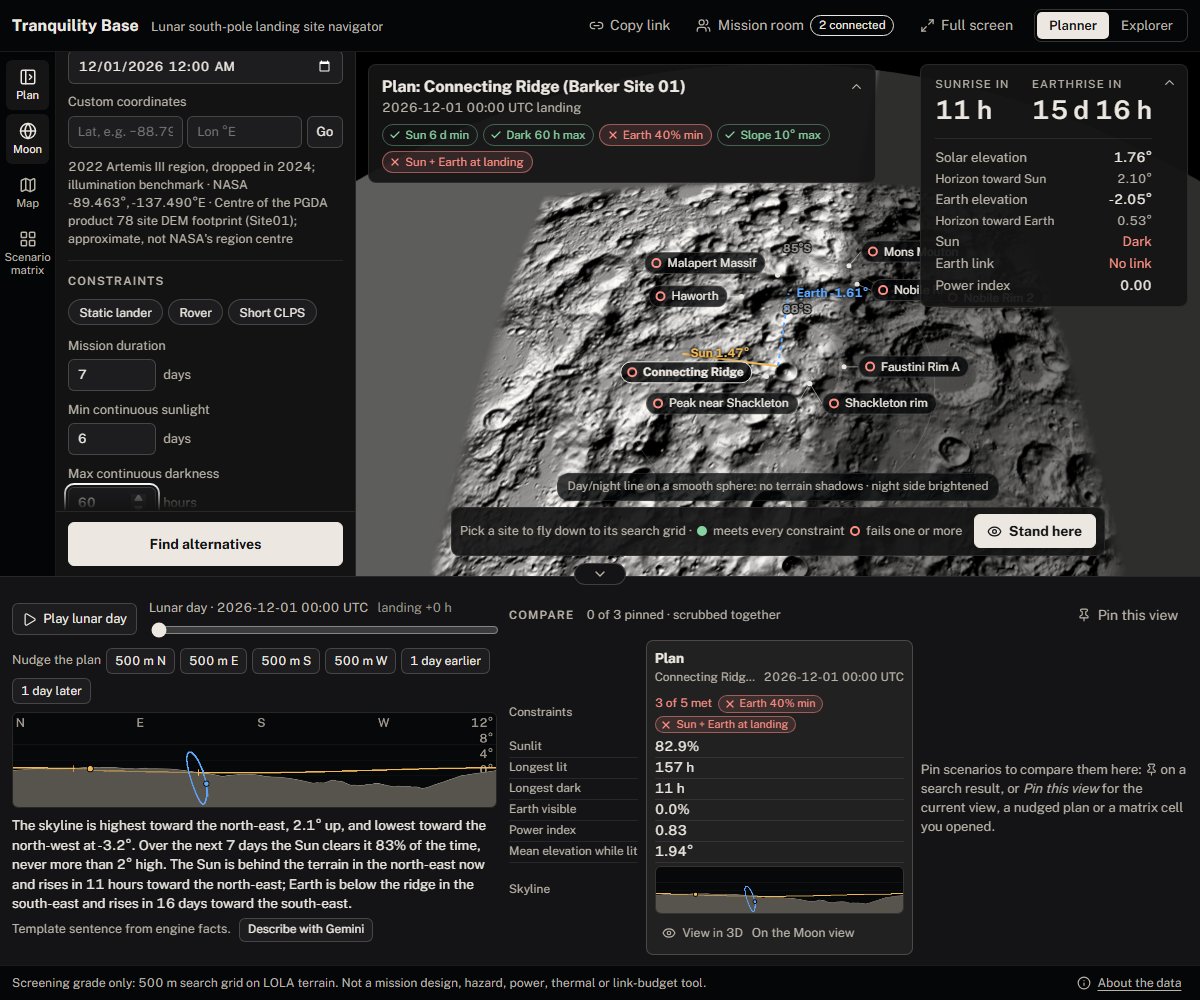 Tranquility Base
Lunar south-pole landing site navigator
Copy link
Mission room
2 connected
Full screen
Planner
Explorer
Plan
Moon
Map
Scenario
matrix
12/01/2026 12:00 AM
Custom coordinates
Lat, e.g. -88.79
Lon °E
Go
2022 Artemis III region, dropped in 2024;
illumination benchmark · NASA
-89.463°, -137.490°E · Centre of the PGDA
product 78 site DEM footprint (Site01);
approximate, not NASA's region centre
CONSTRAINTS
Static lander
Rover
Short CLPS
Mission duration
7 days
Min continuous sunlight
6 days
Max continuous darkness
60 hours
Find alternatives
Plan: Connecting Ridge (Barker Site 01)
2026-12-01 00:00 UTC landing
Sun 6 d min
Dark 60 h max
Earth 40% min
Slope 10° max
Sun + Earth at landing
SUNRISE IN
11 h
EARTHRISE IN
15 d 16 h
Solar elevation 1.76°
Horizon toward Sun 2.10°
Earth elevation -2.05°
Horizon toward Earth 0.53°
Sun Dark
Earth link No link
Power index 0.00
85°S
Malapert Massif
Mons Mouton
Haworth
Earth -1.61°
Nobile Rim 2
88°S
Sun 1.47°
Connecting Ridge
Faustini Rim A
Peak near Shackleton
Shackleton rim
Day/night line on a smooth sphere: no terrain shadows · night side brightened
Pick a site to fly down to its search grid · meets every constraint fails one or more
Stand here
Play lunar day
Lunar day · 2026-12-01 00:00 UTC landing +0 h
Nudge the plan
500 m N
500 m E
500 m S
500 m W
1 day earlier
1 day later
N E S W 12°
8°
4°
0°
The skyline is highest toward the north-east, 2.1° up, and lowest toward the
north-west at -3.2°. Over the next 7 days the Sun clears it 83% of the time,
never more than 2° high. The Sun is behind the terrain in the north-east now
and rises in 11 hours toward the north-east; Earth is below the ridge in the
south-east and rises in 16 days toward the south-east.
Template sentence from engine facts.
Describe with Gemini
COMPARE 0 of 3 pinned · scrubbed together
Pin this view
Plan
Connecting Ridg... 2026-12-01 00:00 UTC
Constraints 3 of 5 met Earth 40% min
Sun + Earth at landing
Sunlit 82.9%
Longest lit 157 h
Longest dark 11 h
Earth visible 0.0%
Power index 0.83
Mean elevation while lit 1.94°
Skyline
View in 3D
On the Moon view
Pin scenarios to compare them here: on a
search result, or Pin this view for the
current view, a nudged plan or a matrix cell
you opened.
Screening grade only: 500 m search grid on LOLA terrain. Not a mission design, hazard, power, thermal or link-budget tool.
About the data